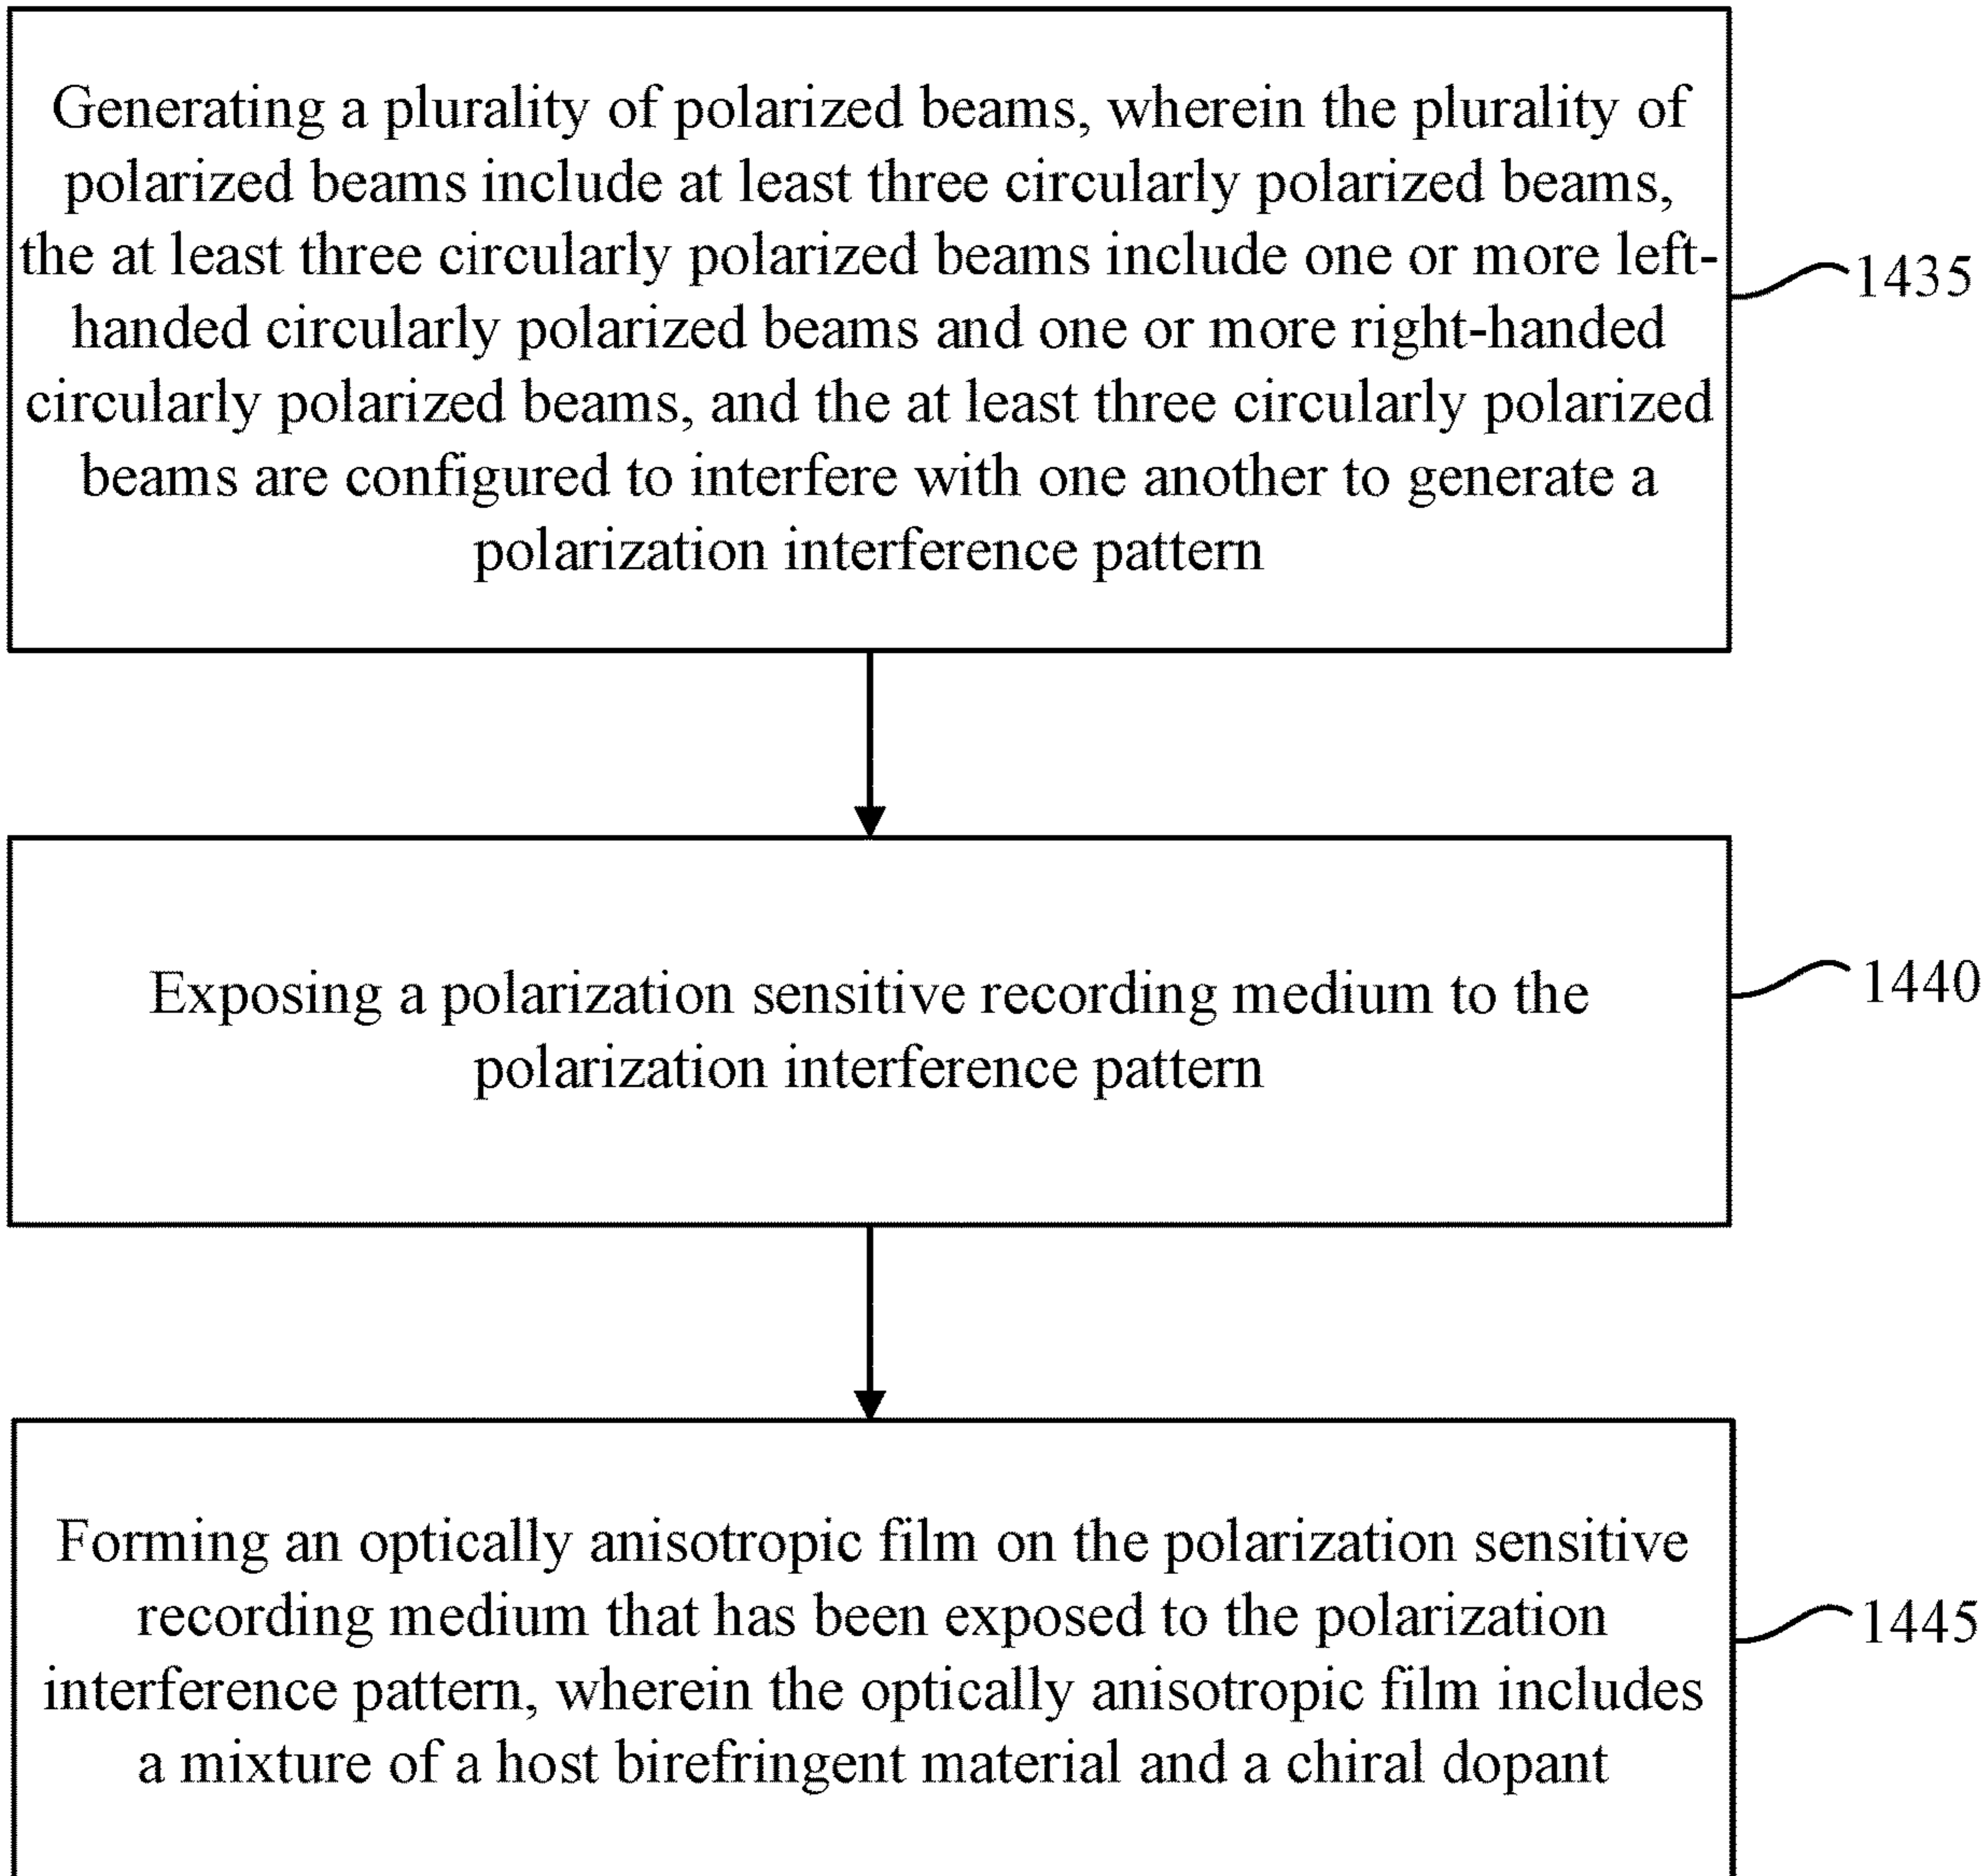 Generating a plurality of polarized beams, wherein the plurality of
polarized beams include at least three circularly polarized beams,
the at least three circularly polarized beams include one or more left-
handed circularly polarized beams and one or more right-handed
circularly polarized beams, and the at least three circularly polarized
beams are configured to interfere with one another to generate a
polarization interference pattern
1435
Exposing a polarization sensitive recording medium to the
polarization interference pattern
1440
Forming an optically anisotropic film on the polarization sensitive
recording medium that has been exposed to the polarization
interference pattern, wherein the optically anisotropic film includes
a mixture of a host birefringent material and a chiral dopant
1445